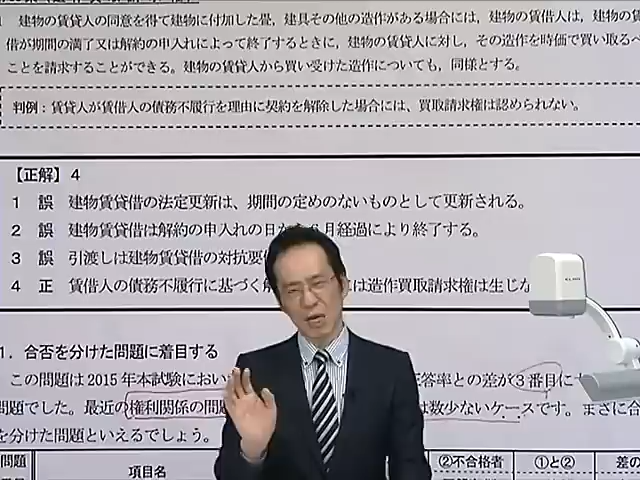 建物の賃貸人の同意を得て建物に付加した畳，建具その他の造作がある場合には，建物の賃借人は，建物の賃
借が期間の満了又は解約の申入れによって終了するときに，建物の賃貸人に対し，その造作を時価で買い取るべ
ことを請求することができる。建物の賃貸人から買い受けた造作についても，同様とする。
判例：賃貸人が賃借人の債務不履行を理由に契約を解除した場合には、買取請求権は認められない。
【正解】4
1 誤 建物賃貸借の法定更新は、期間の定めのないものとして更新される。
2 誤 建物賃貸借は解約の申入れの日か 月経過により終了する。
3 誤 引渡しは建物賃貸借の対抗要
4 正 賃借人の債務不履行に基づく には造作買取請求権は生じ
1．合否を分けた問題に着目する
この問題は2015年本試験におい 答率との差が3番目に
問題でした。最近の権利関係の問 は数少ないケースです。まさに合
を分けた問題といえるでしょう。
問題 項目名 ②不合格者 ①と② 差の